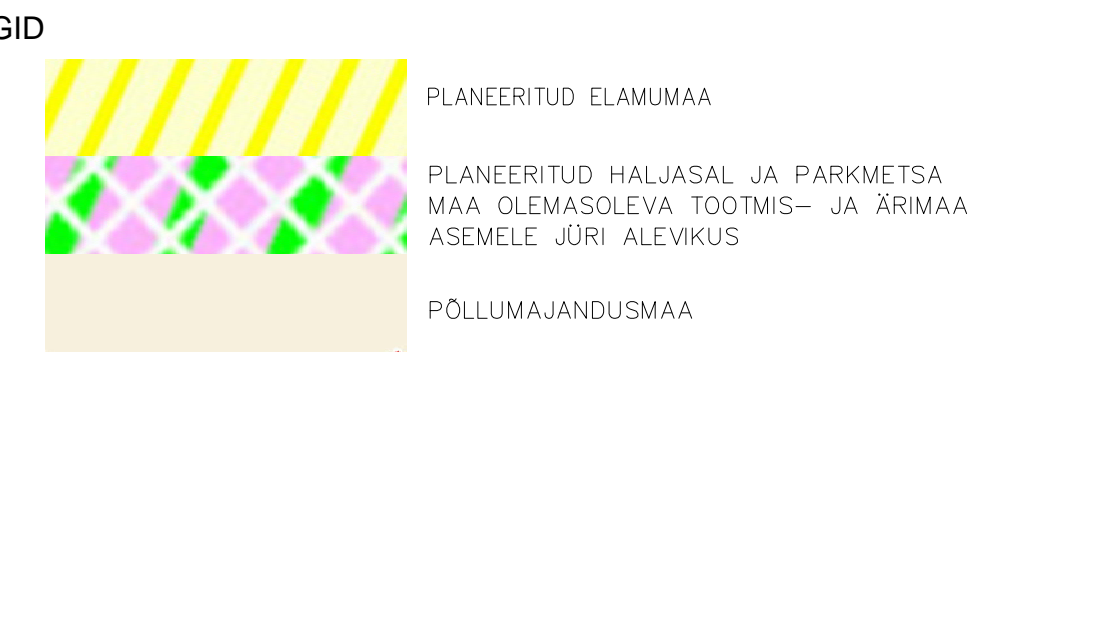 GID
PLANEERITUD ELAMUMAA
PLANEERITUD HALJASAL JA PARKMETSA
MAA OLEMASOLEVA TOOTMIS- JA ÄRIMAA
ASEMELE JÜRI ALEVIKUS
PÕLLUMAJANDUSMAA